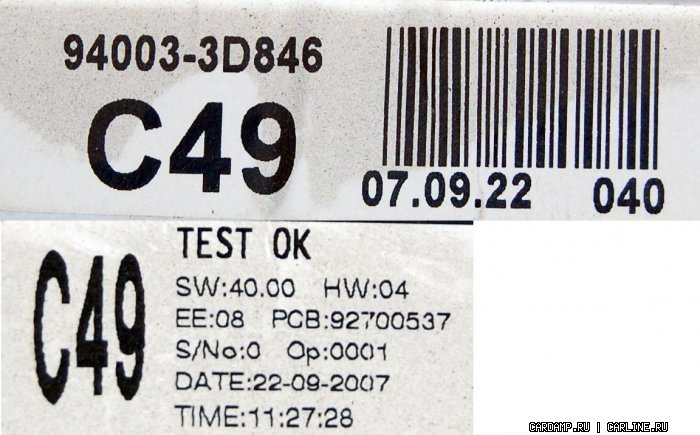 94003-3D846
C49
07.09.22 040
C49
TEST OK
SW:40.00 HW:04
EE:08 PCB:92700537
S/No:0 Op:0001
DATE:22-09-2007
TIME:11:27:28
CARDAMP.RU | CARLINE.RU